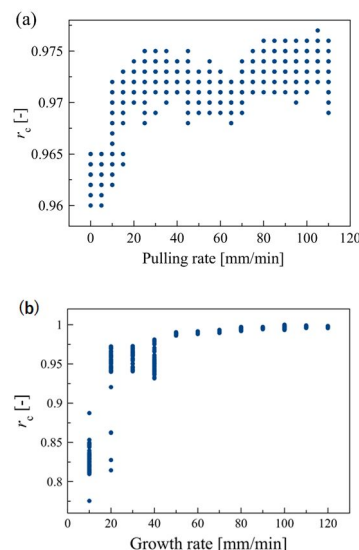 (a)
0.975
0.97
0.965
0.96
r_c [-]
0 20 40 60 80 100 120
Pulling rate [mm/min]
(b)
1
0.95
0.9
0.85
0.8
r_c [-]
0 20 40 60 80 100 120
Growth rate [mm/min]